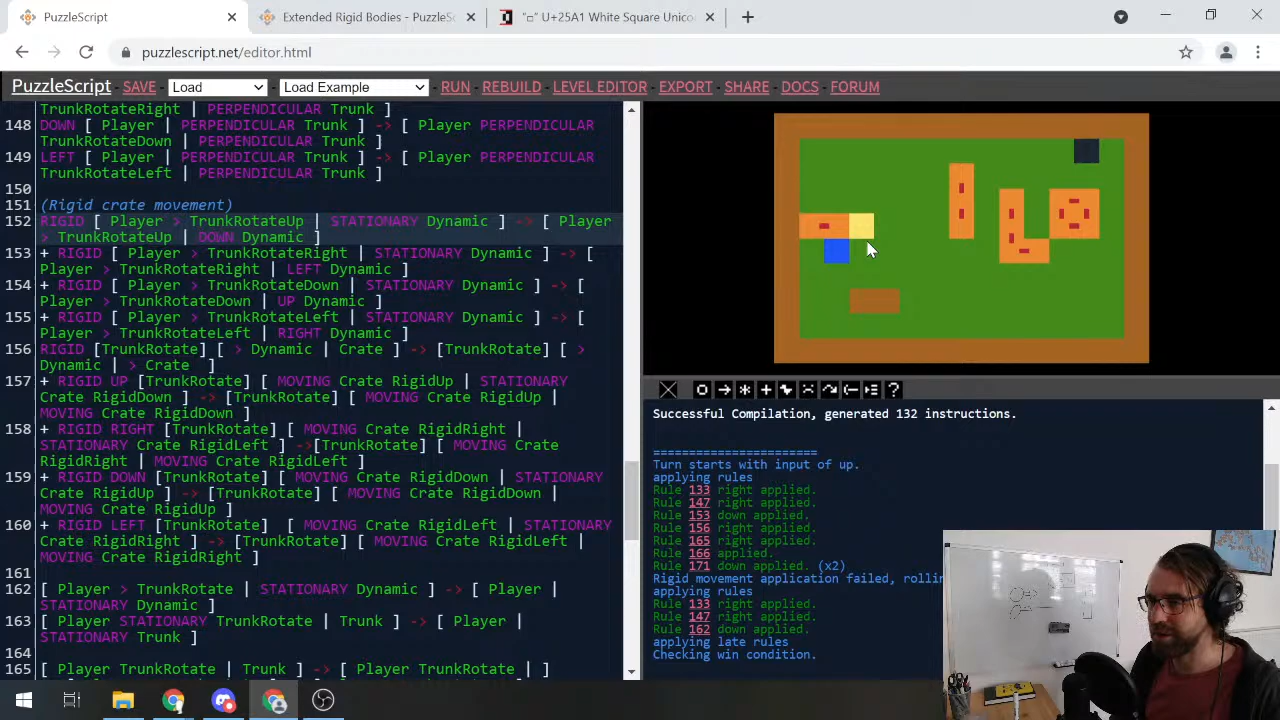 PuzzleScript
Extended Rigid Bodies - PuzzleS
"□" U+25A1 White Square Unico
puzzlescript.net/editor.html
PuzzleScript SAVE Load Load Example RUN REBUILD LEVEL EDITOR EXPORT SHARE DOCS FORUM
TrunkRotateRight | PERPENDICULAR Trunk ]
148 DOWN [ Player | PERPENDICULAR Trunk ] -> [ Player PERPENDICULAR
TrunkRotateDown | PERPENDICULAR Trunk ]
149 LEFT [ Player | PERPENDICULAR Trunk ] -> [ Player PERPENDICULAR
TrunkRotateLeft | PERPENDICULAR Trunk ]
150
151 (Rigid crate movement)
152 RIGID [ Player > TrunkRotateUp | STATIONARY Dynamic ] -> [ Player
> TrunkRotateUp | DOWN Dynamic ]
153 + RIGID [ Player > TrunkRotateRight | STATIONARY Dynamic ] -> [
Player > TrunkRotateRight | LEFT Dynamic ]
154 + RIGID [ Player > TrunkRotateDown | STATIONARY Dynamic ] -> [
Player > TrunkRotateDown | UP Dynamic ]
155 + RIGID [ Player > TrunkRotateLeft | STATIONARY Dynamic ] -> [
Player > TrunkRotateLeft | RIGHT Dynamic ]
156 RIGID [TrunkRotate] [ > Dynamic | Crate ] -> [TrunkRotate] [ >
Dynamic | > Crate ]
157 + RIGID UP [TrunkRotate] [ MOVING Crate RigidUp | STATIONARY
Crate RigidDown ] -> [TrunkRotate] [ MOVING Crate RigidUp |
MOVING Crate RigidDown ]
158 + RIGID RIGHT [TrunkRotate] [ MOVING Crate RigidRight |
STATIONARY Crate RigidLeft ] ->[TrunkRotate] [ MOVING Crate
RigidRight | MOVING Crate RigidLeft ]
159 + RIGID DOWN [TrunkRotate] [ MOVING Crate RigidDown | STATIONARY
Crate RigidUp ] -> [TrunkRotate] [ MOVING Crate RigidDown |
MOVING Crate RigidUp ]
160 + RIGID LEFT [TrunkRotate] [ MOVING Crate RigidLeft | STATIONARY
Crate RigidRight ] -> [TrunkRotate] [ MOVING Crate RigidLeft |
MOVING Crate RigidRight ]
161
162 [ Player > TrunkRotate | STATIONARY Dynamic ] -> [ Player |
STATIONARY Dynamic ]
163 [ Player STATIONARY TrunkRotate | Trunk ] -> [ Player |
STATIONARY Trunk ]
164
165 [ Player TrunkRotate | Trunk ] -> [ Player TrunkRotate | ]
Successful Compilation, generated 132 instructions.
=======================
Turn starts with input of up.
applying rules
Rule 133 right applied.
Rule 147 right applied.
Rule 153 down applied.
Rule 156 right applied.
Rule 165 right applied.
Rule 166 applied.
Rule 171 down applied. (x2)
Rigid movement application failed, rollin
applying rules
Rule 133 right applied.
Rule 147 right applied.
Rule 162 down applied.
applying late rules
Checking win condition.